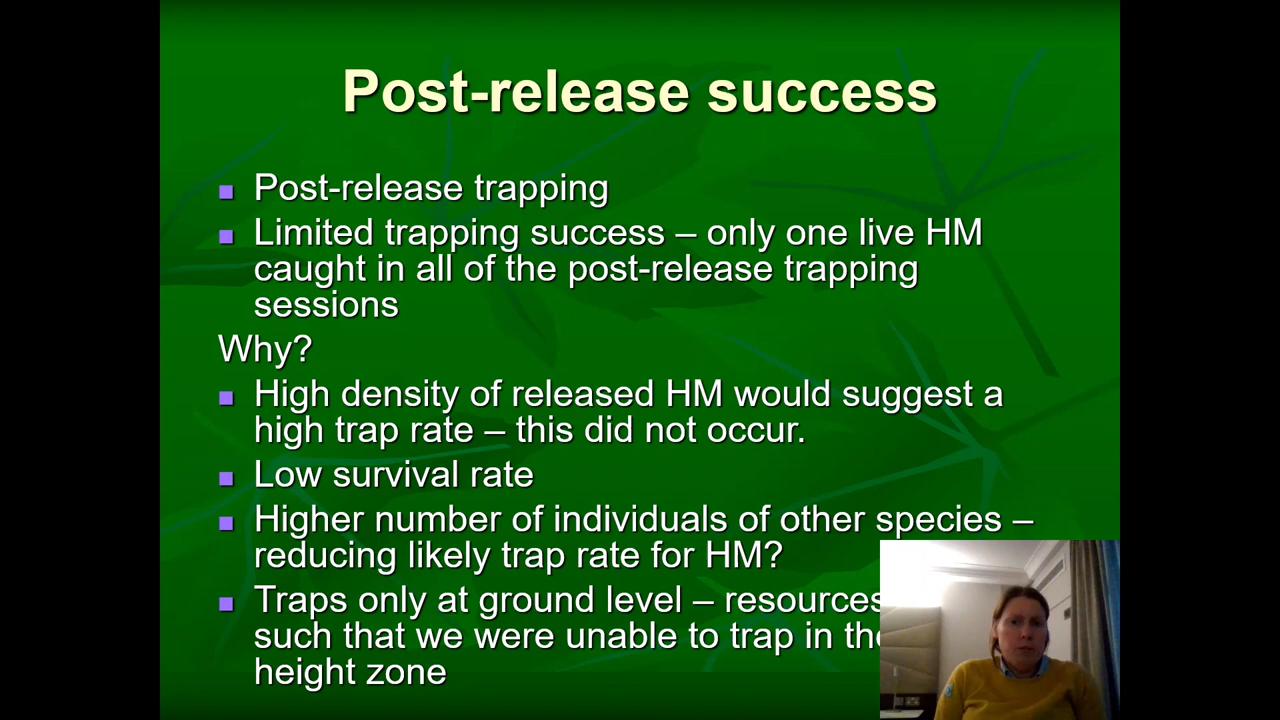 Post-release success
Post-release trapping
Limited trapping success – only one live HM
caught in all of the post-release trapping
sessions
Why?
High density of released HM would suggest a
high trap rate – this did not occur.
Low survival rate
Higher number of individuals of other species –
reducing likely trap rate for HM?
Traps only at ground level – resources
such that we were unable to trap in
height zone